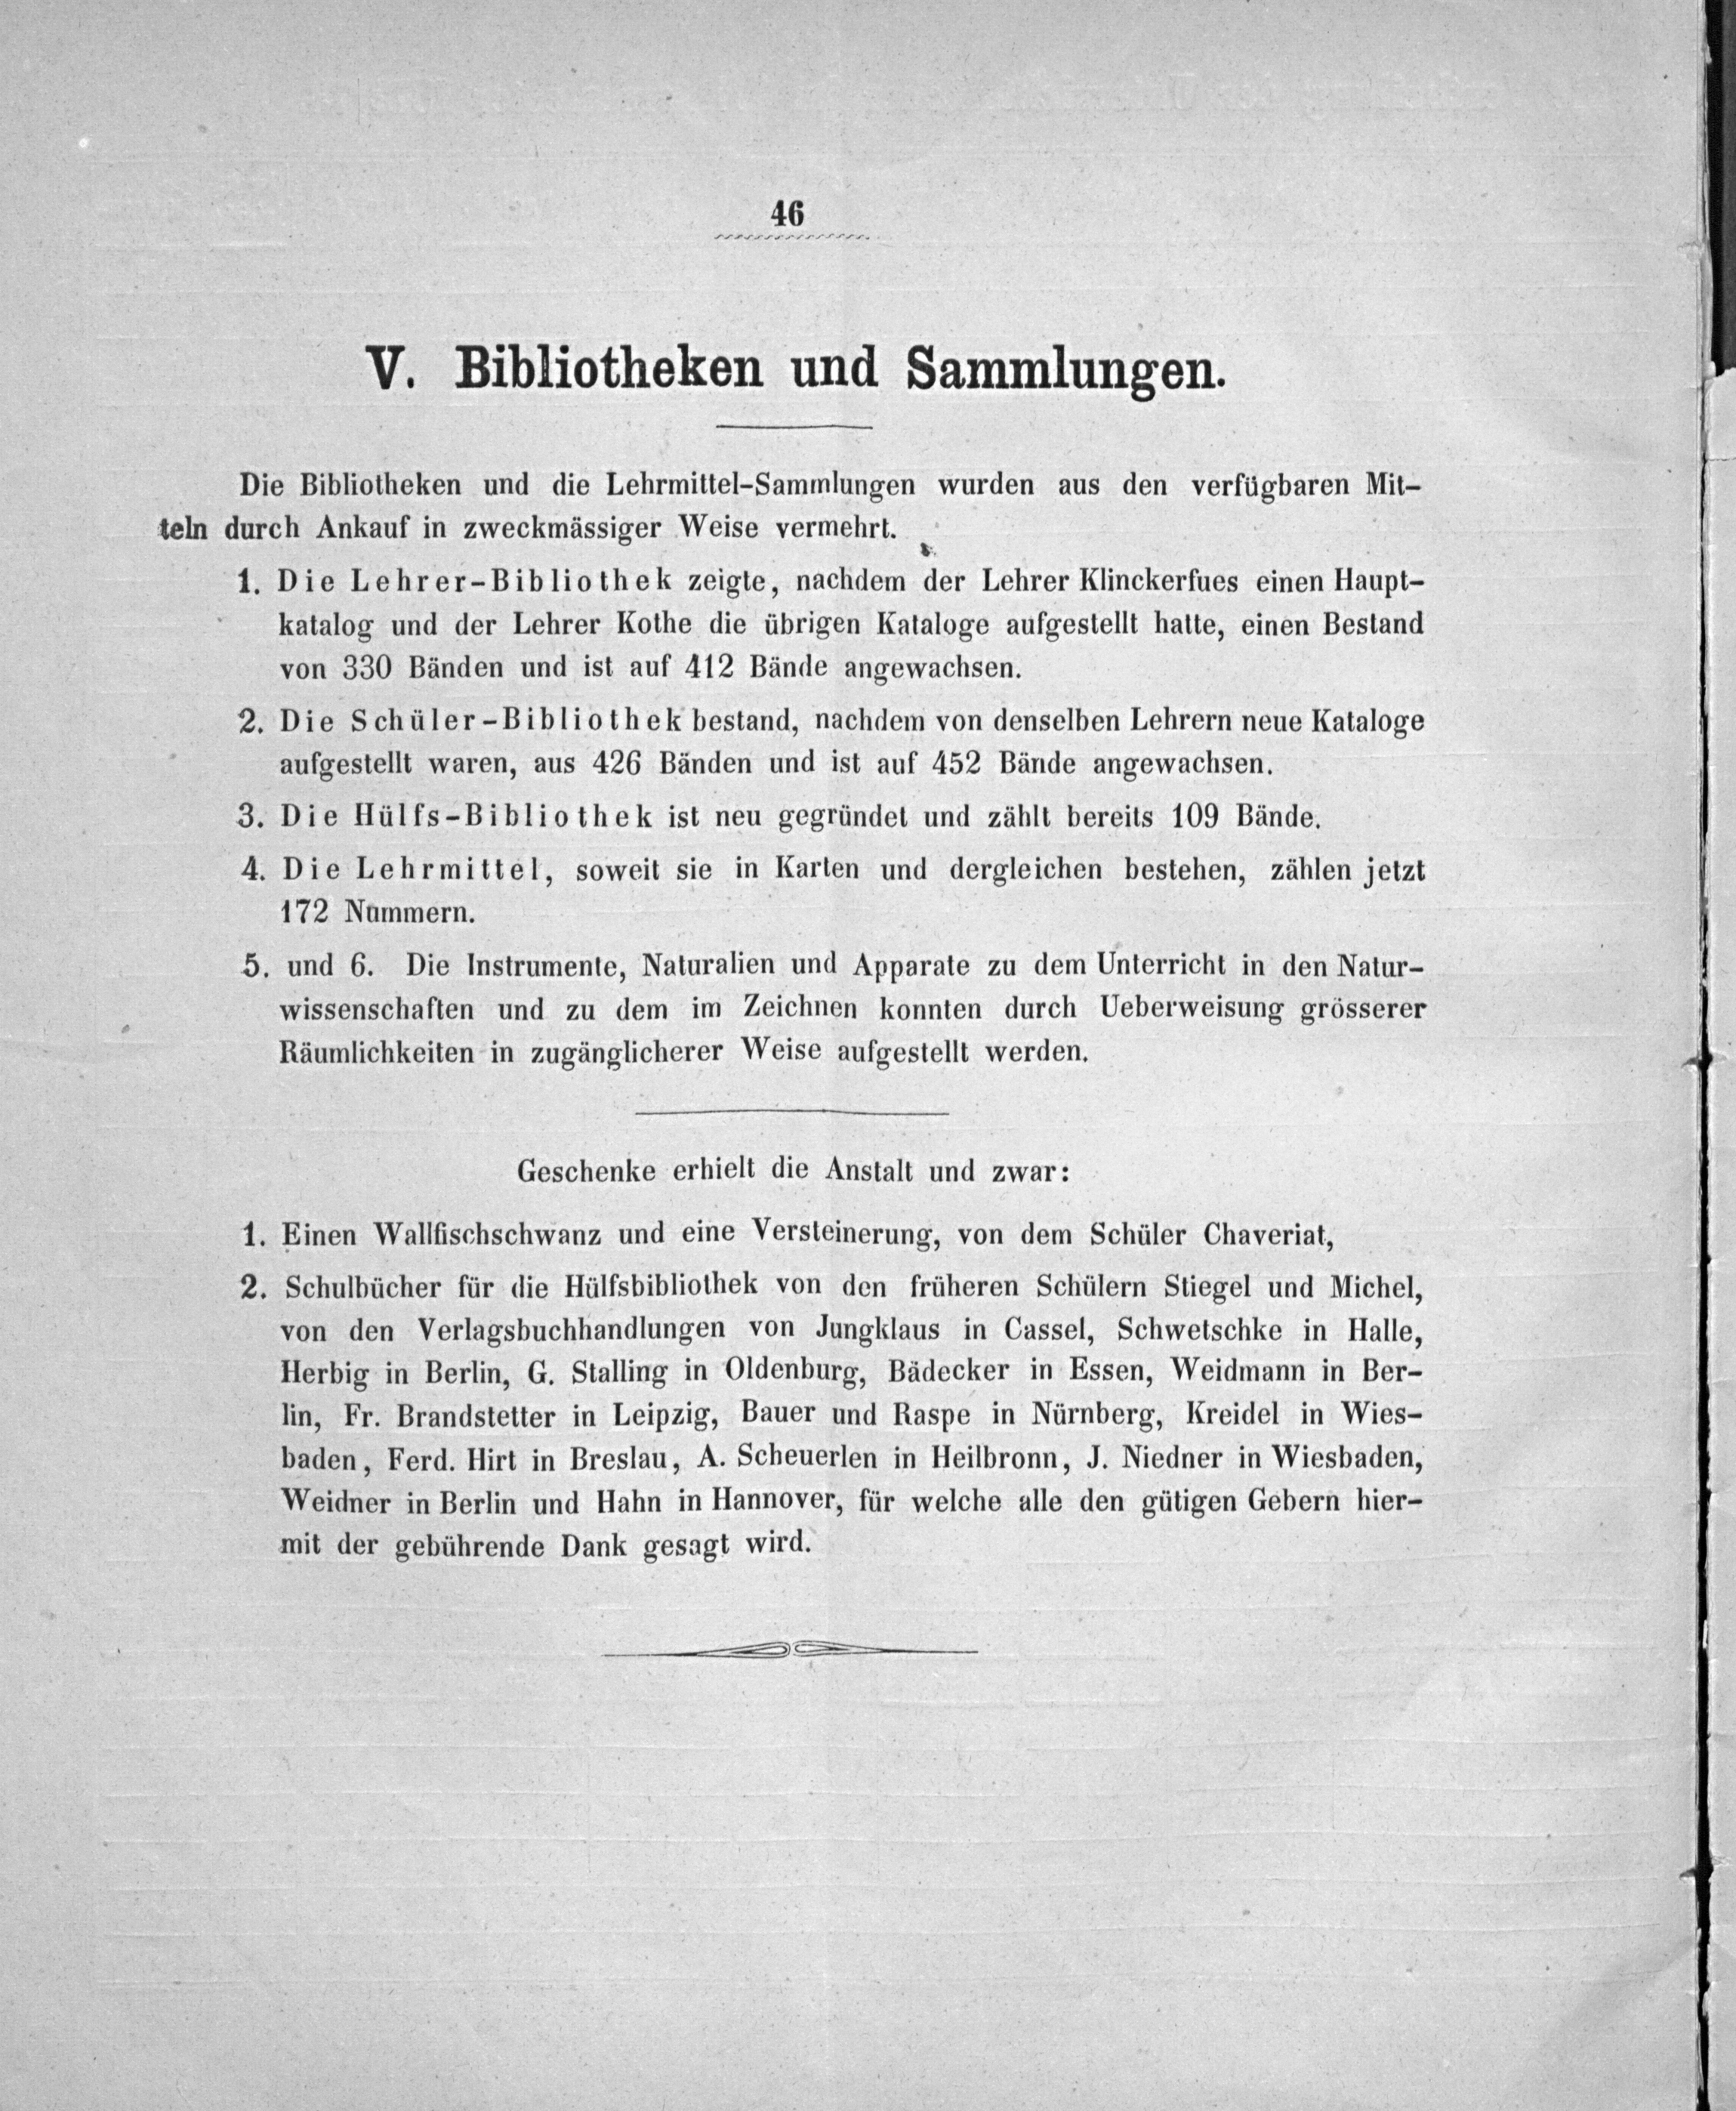 46
V. Bibliotheken und Sammlungen.
Die Bibliotheken und die Lehrmittel-Sammlungen wurden aus den verfügbaren Mit-
teln durch Ankauf in zweckmässiger Weise vermehrt.
1. Die Lehrer-Bibliothek zeigte, nachdem der Lehrer Klinckerfues einen Haupt-
katalog und der Lehrer Kothe die übrigen Kataloge aufgestellt hatte, einen Bestand
von 330 Bänden und ist auf 412 Bände angewachsen.
2. Die Schüler-Bibliothek bestand, nachdem von denselben Lehrern neue Kataloge
aufgestellt waren, aus 426 Bänden und ist auf 452 Bände angewachsen.
3. Die Hülfs-Bibliothek ist neu gegründet und zählt bereits 109 Bände.
4. Die Lehrmittel, soweit sie in Karten und dergleichen bestehen, zählen jetzt
172 Nummern.
5. und 6. Die Instrumente, Naturalien und Apparate zu dem Unterricht in den Natur-
wissenschaften und zu dem im Zeichnen konnten durch Ueberweisung grösserer
Räumlichkeiten in zugänglicherer Weise aufgestellt werden.
Geschenke erhielt die Anstalt und zwar:
1. Einen Wallfischschwanz und eine Versteinerung, von dem Schüler Chaveriat,
2. Schulbücher für die Hülfsbibliothek von den früheren Schülern Stiegel und Michel,
von den Verlagsbuchhandlungen von Jungklaus in Cassel, Schwetschke in Halle,
Herbig in Berlin, G. Stalling in Oldenburg, Bädecker in Essen, Weidmann in Ber-
lin, Fr. Brandstetter in Leipzig, Bauer und Raspe in Nürnberg, Kreidel in Wies-
baden, Ferd. Hirt in Breslau, A. Scheuerlen in Heilbronn, J. Niedner in Wiesbaden,
Weidner in Berlin und Hahn in Hannover, für welche alle den gütigen Gebern hier-
mit der gebührende Dank gesagt wird.